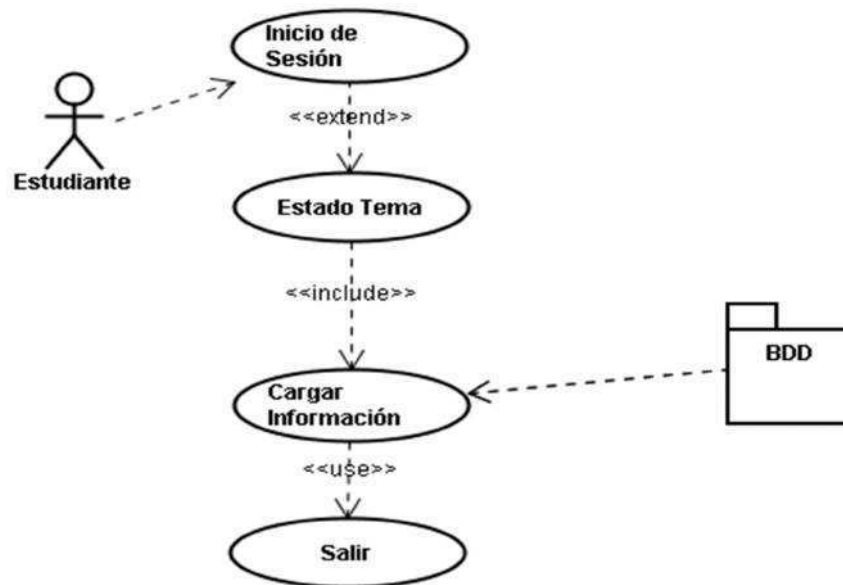 Inicio de
Sesión
<<extend>>
Estudiante
Estado Tema
<<include>>
BDD
Cargar
Información
<<use>>
Salir